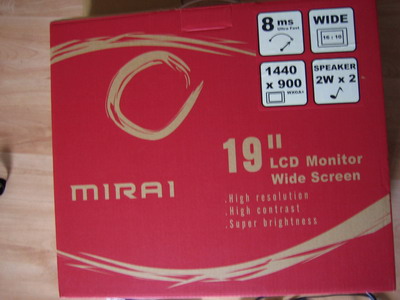 8 ms
Ultra Fast
WIDE
16 : 10
1440
x 900
WXGA+
SPEAKER
2W x 2
19"
LCD Monitor
Wide Screen
MIRAI
.High resolution
.High contrast
.Super brightness